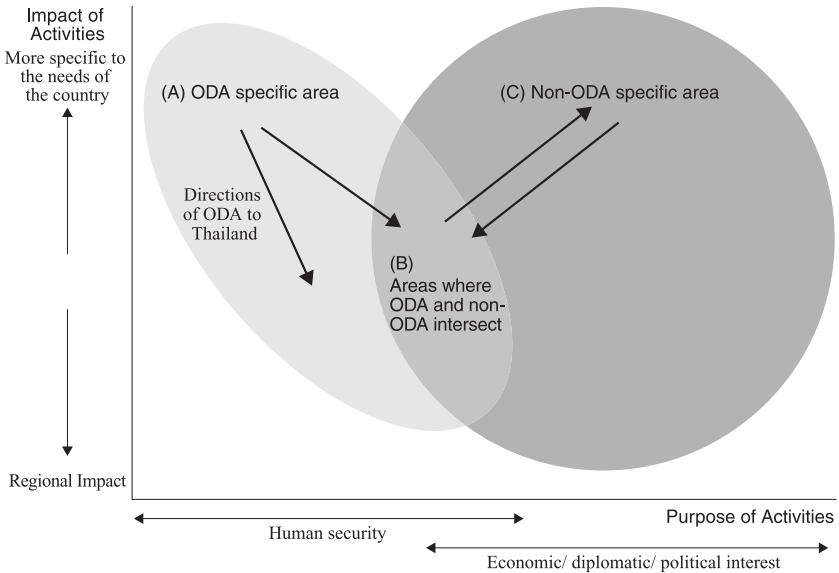 Impact of
Activities
More specific to
the needs of
the country
(A) ODA specific area
(C) Non-ODA specific area
Directions
of ODA to
Thailand
(B)
Areas where
ODA and non-
ODA intersect
Regional Impact
Purpose of Activities
Human security
Economic/ diplomatic/ political interest